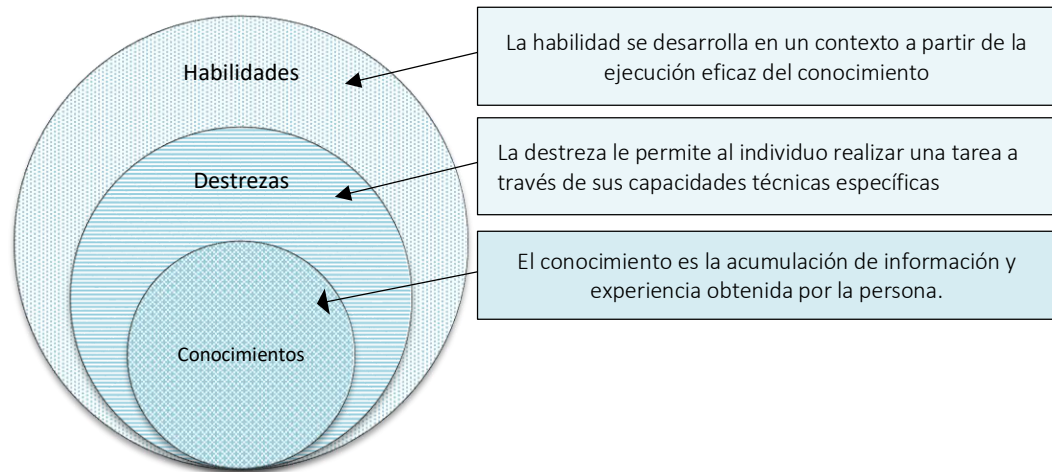 Habilidades
La habilidad se desarrolla en un contexto a partir de la
ejecución eficaz del conocimiento
Destrezas
La destreza le permite al individuo realizar una tarea a
través de sus capacidades técnicas específicas
Conocimientos
El conocimiento es la acumulación de información y
experiencia obtenida por la persona.